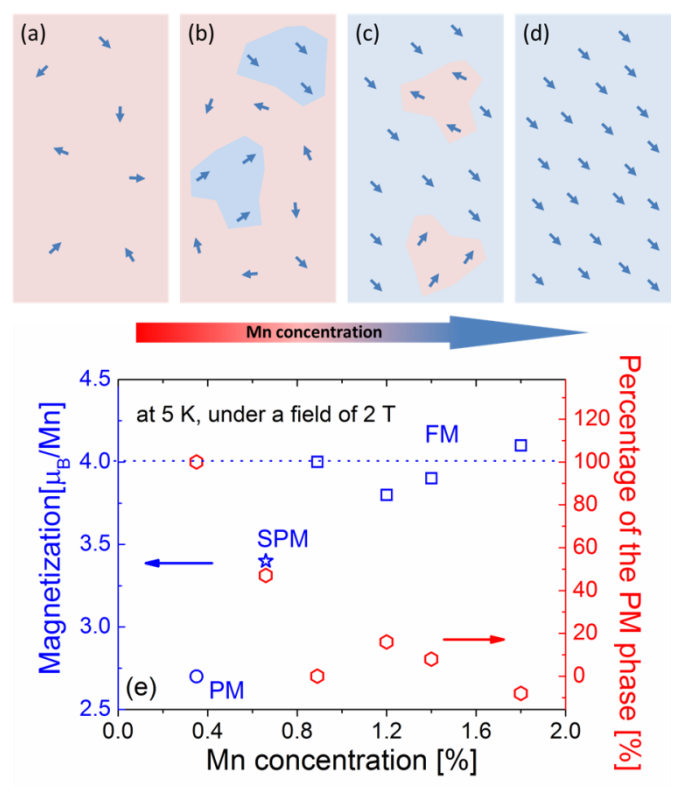 (a)
(b)
(c)
(d)
Mn concentration
4.5
4.0
3.5
3.0
2.5
Magnetization[μB/Mn]
at 5 K, under a field of 2 T
FM
SPM
PM
(e)
120
100
80
60
40
20
0
Percentage of the PM phase [%]
0.0 0.4 0.8 1.2 1.6 2.0
Mn concentration [%]